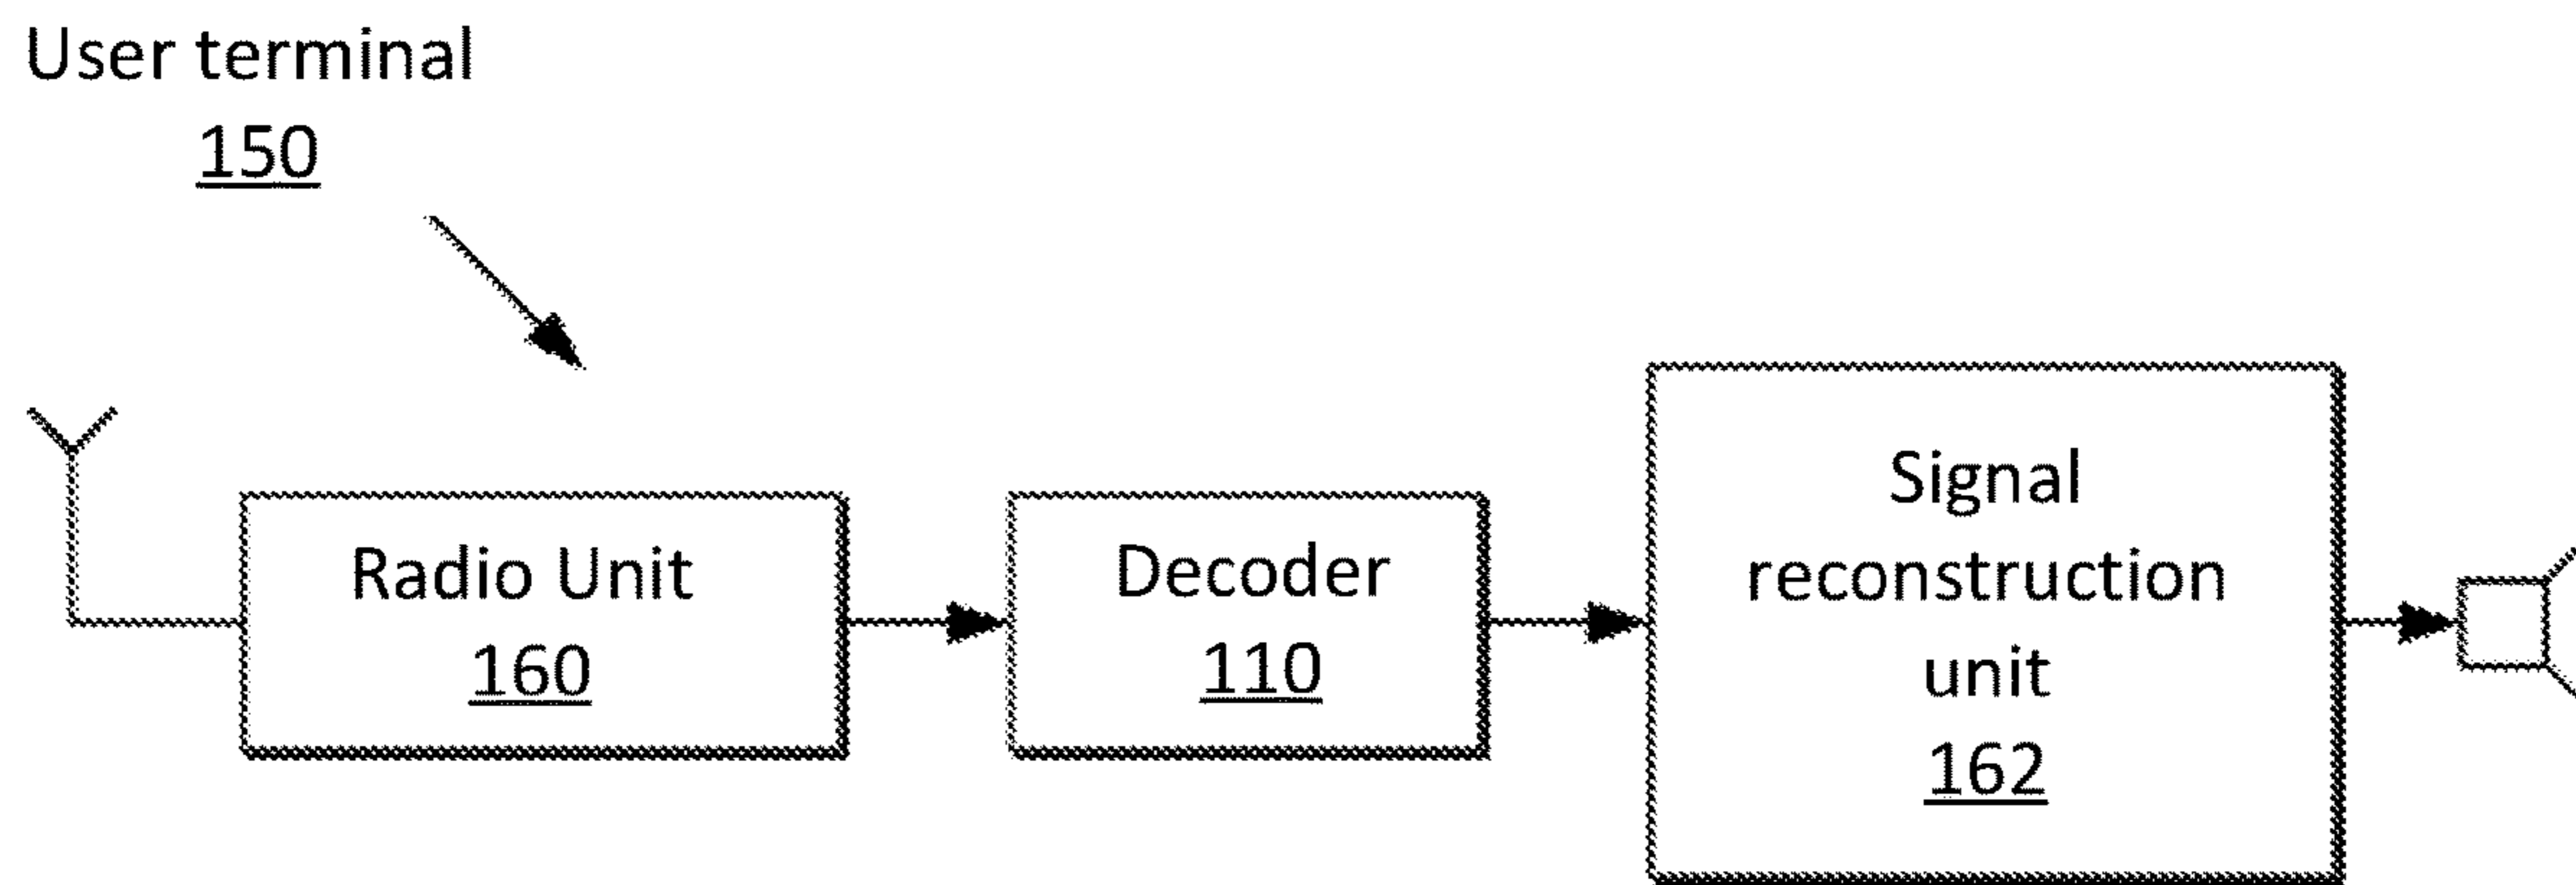 User terminal
150
Radio Unit
160
Decoder
110
Signal
reconstruction
unit
162